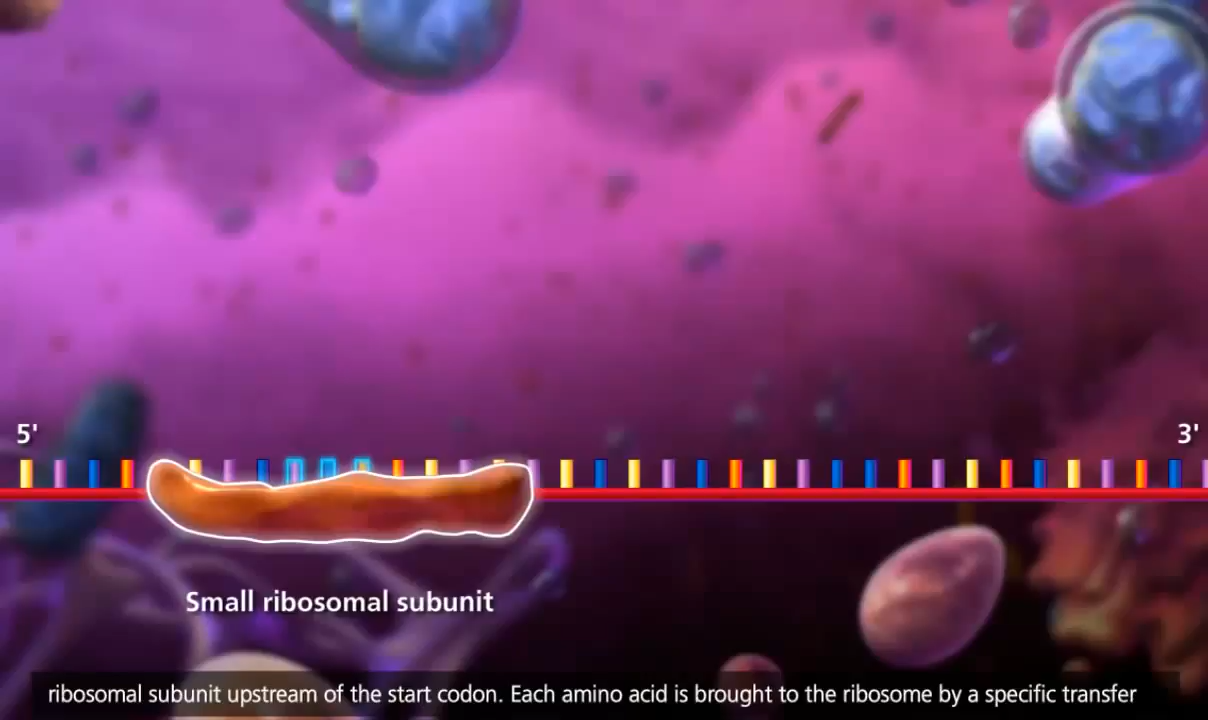 5'
3'
Small ribosomal subunit
ribosomal subunit upstream of the start codon. Each amino acid is brought to the ribosome by a specific transfer